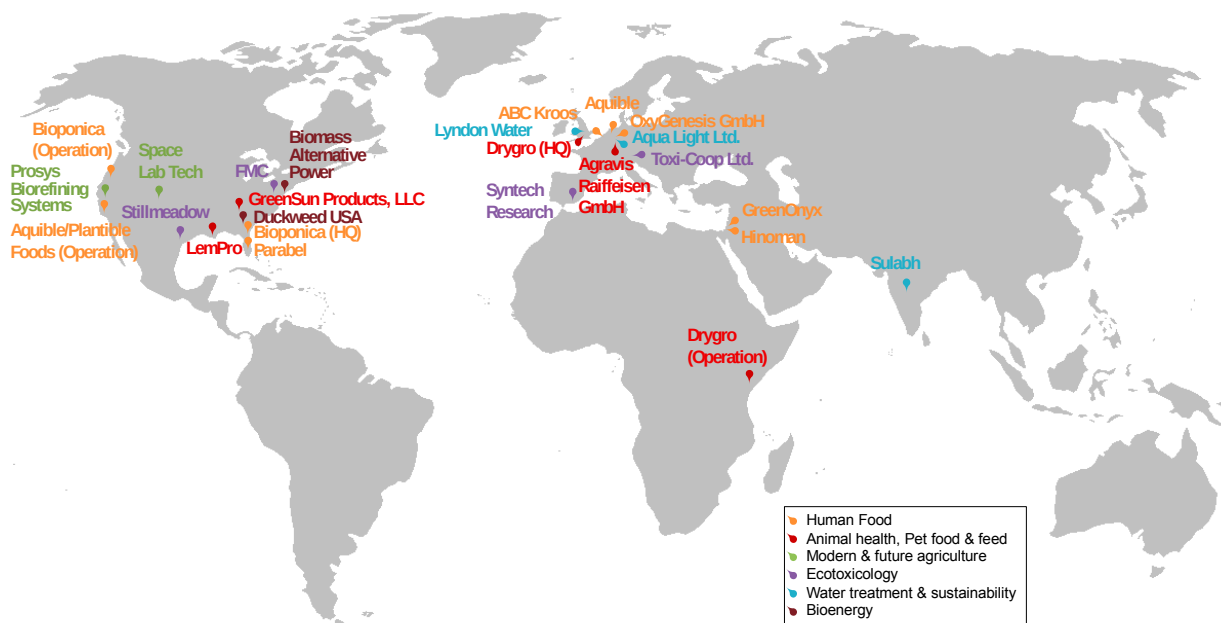 Bioponica
(Operation)
Prosys
Biorefining
Systems
Aquible/Plantible
Foods (Operation)
Space
Lab Tech
Stillmeadow
FMC
Biomass
Alternative
Power
GreenSun Products, LLC
Duckweed USA
Bioponica (HQ)
Parabel
LemPro
ABC Kroos
Aquible
Lyndon Water
OxyGenesis GmbH
Drygro (HQ)
Aqua Light Ltd.
Toxi-Coop Ltd.
Agravis
Raiffeisen
GmbH
Syntech
Research
GreenOnyx
Hinoman
Sulabh
Drygro
(Operation)
Human Food
Animal health, Pet food & feed
Modern & future agriculture
Ecotoxicology
Water treatment & sustainability
Bioenergy